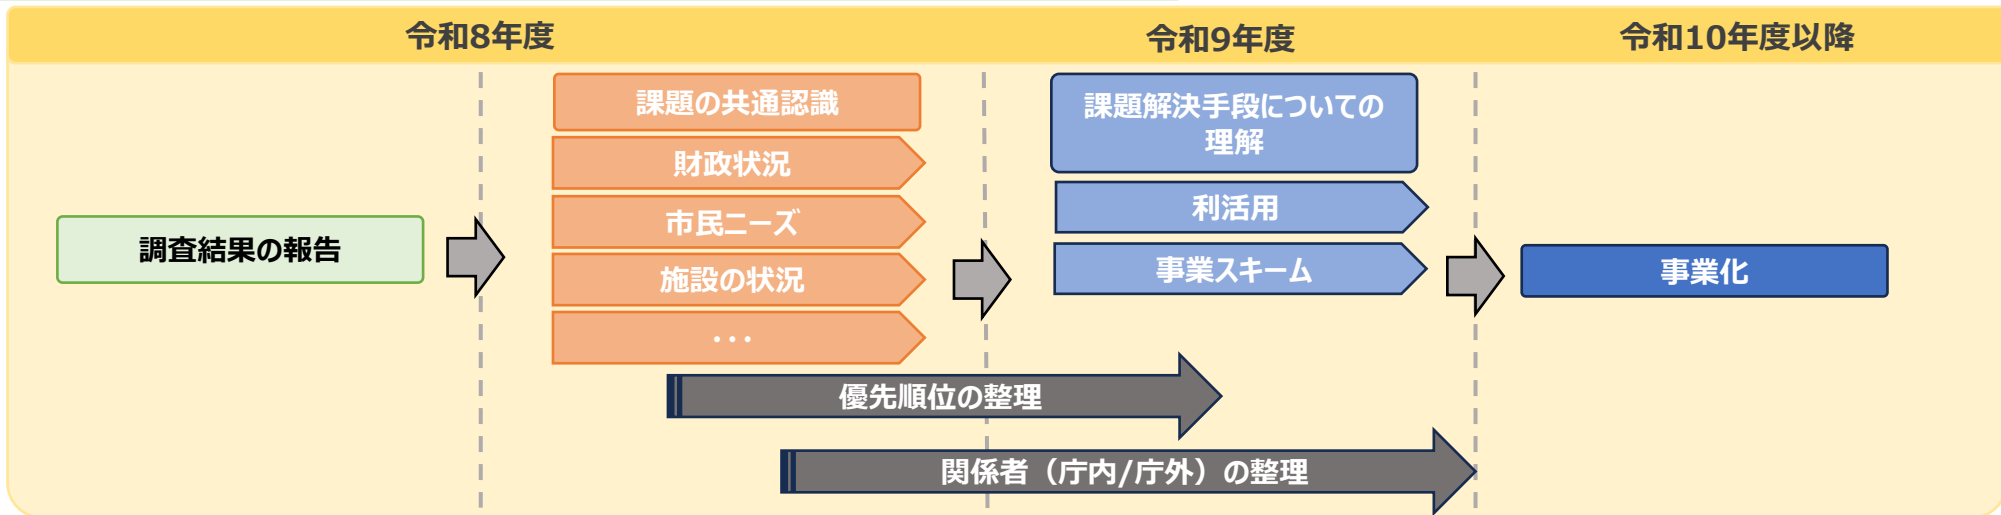 令和8年度
令和9年度
令和10年度以降
調査結果の報告
課題の共通認識
財政状況
市民ニーズ
施設の状況
・・・
課題解決手段についての
理解
利活用
事業スキーム
事業化
優先順位の整理
関係者（庁内/庁外）の整理